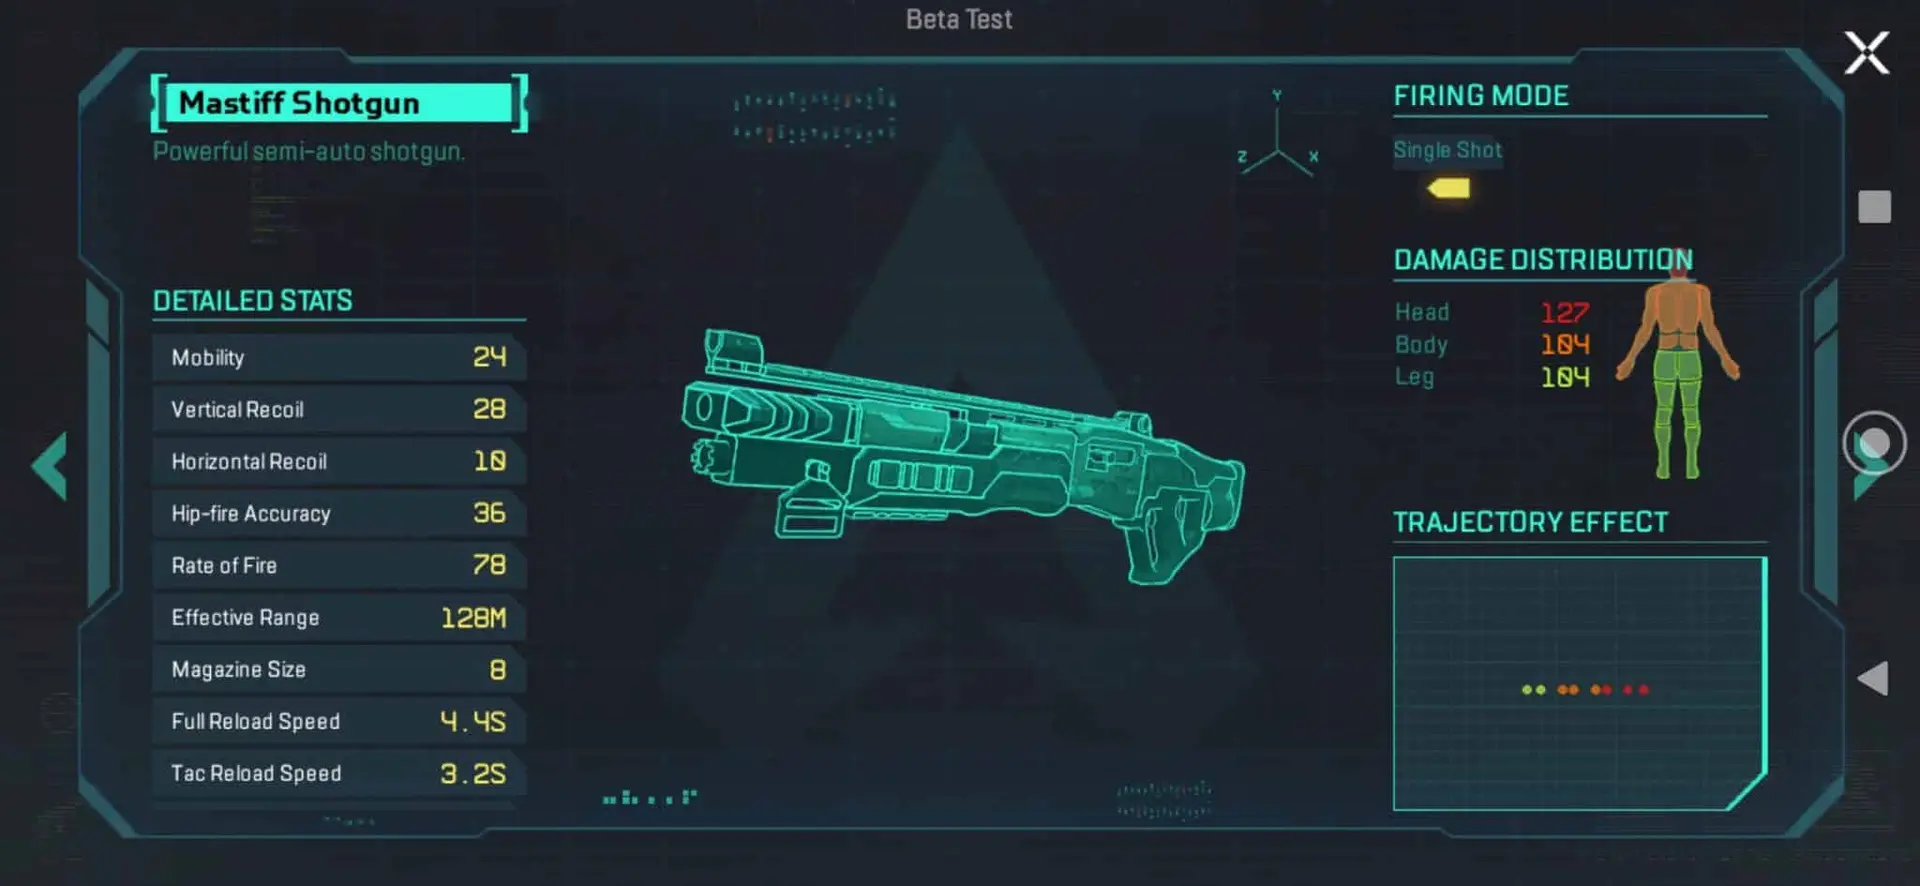 Beta Test
Mastiff Shotgun
Powerful semi-auto shotgun.
DETAILED STATS
Mobility 24
Vertical Recoil 28
Horizontal Recoil 10
Hip-fire Accuracy 36
Rate of Fire 78
Effective Range 128M
Magazine Size 8
Full Reload Speed 4.4S
Tac Reload Speed 3.2S
Y
Z X
FIRING MODE
Single Shot
DAMAGE DISTRIBUTION
Head 127
Body 104
Leg 104
TRAJECTORY EFFECT